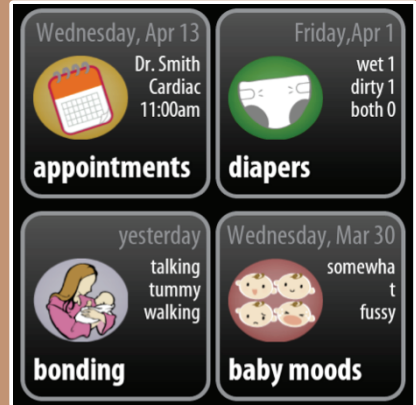 Wednesday, Apr 13
Dr. Smith
Cardiac
11:00am
appointments
Friday,Apr 1
wet 1
dirty 1
both 0
diapers
yesterday
talking
tummy
walking
bonding
Wednesday, Mar 30
somewha
t
fussy
baby moods